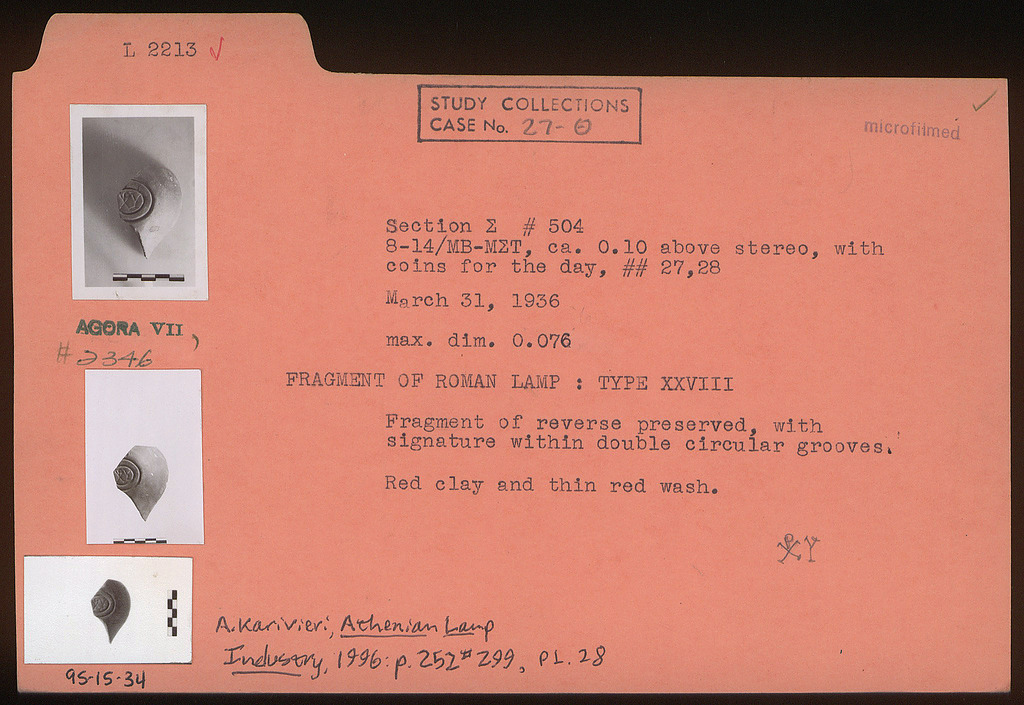 L 2213 ✓
STUDY COLLECTIONS
CASE No. 27-Θ
microfilmed
Section Σ # 504
8-14/ΜΒ-ΜΣΤ, ca. 0.10 above stereo, with
coins for the day, ## 27,28
March 31, 1936
max. dim. 0.076
AGORA VII,
# 2346
FRAGMENT OF ROMAN LAMP : TYPE XXVIII
Fragment of reverse preserved, with
signature within double circular grooves.
Red clay and thin red wash.
A. Karivieri, Athenian Lamp
Industry, 1996: p. 252 # 299, PL. 28
95-15-34